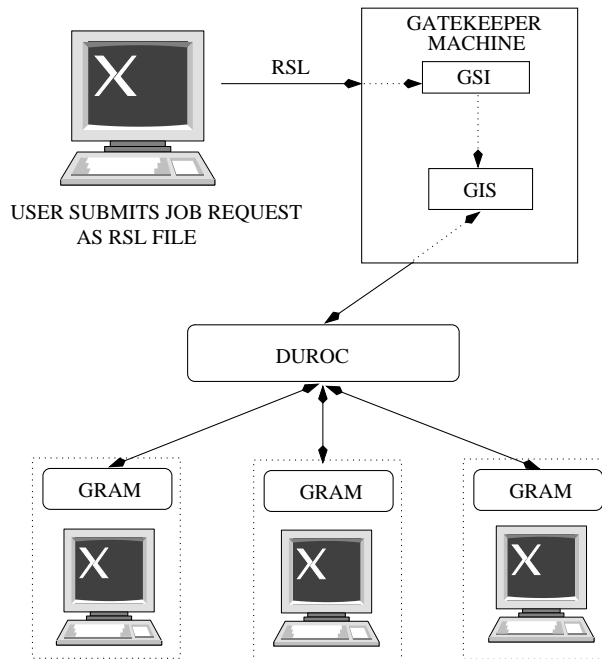 GATEKEEPER
MACHINE
RSL
GSI
GIS
USER SUBMITS JOB REQUEST
AS RSL FILE
DUROC
GRAM
GRAM
GRAM
X
X
X
X